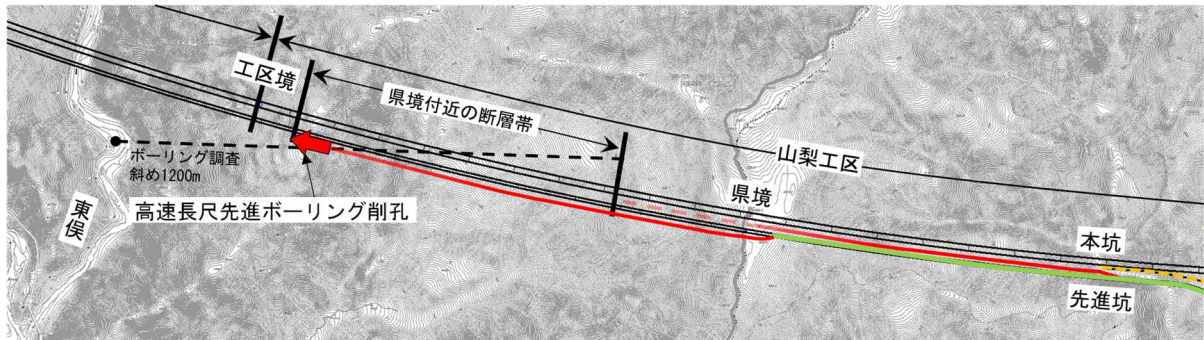 工区境
県境付近の断層帯
山梨工区
ボーリング調査
斜め1200m
県境
高速長尺先進ボーリング削孔
東俣
本坑
先進坑